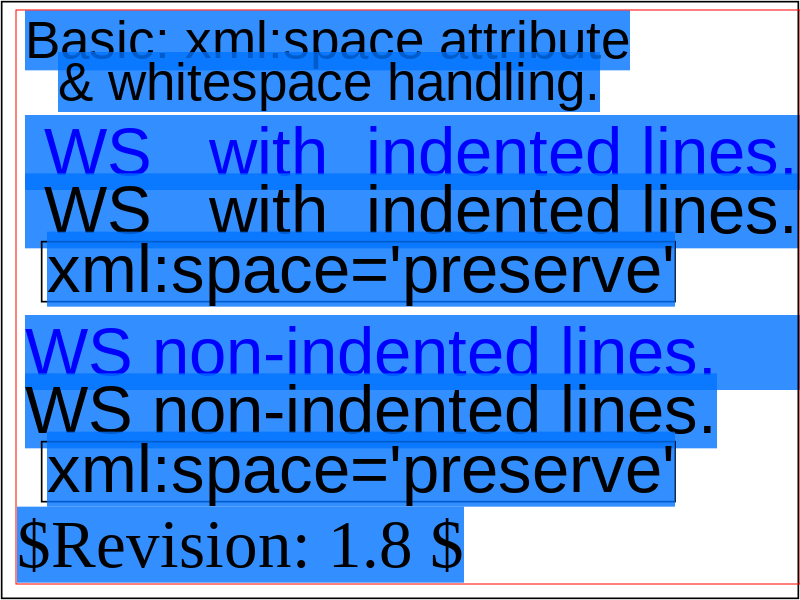 Basic: xml:space attribute
& whitespace handling.
WS   with  indented lines.
WS   with  indented lines.
xml:space='preserve'
WS non-indented lines.
WS non-indented lines.
xml:space='preserve'
$Revision: 1.8 $